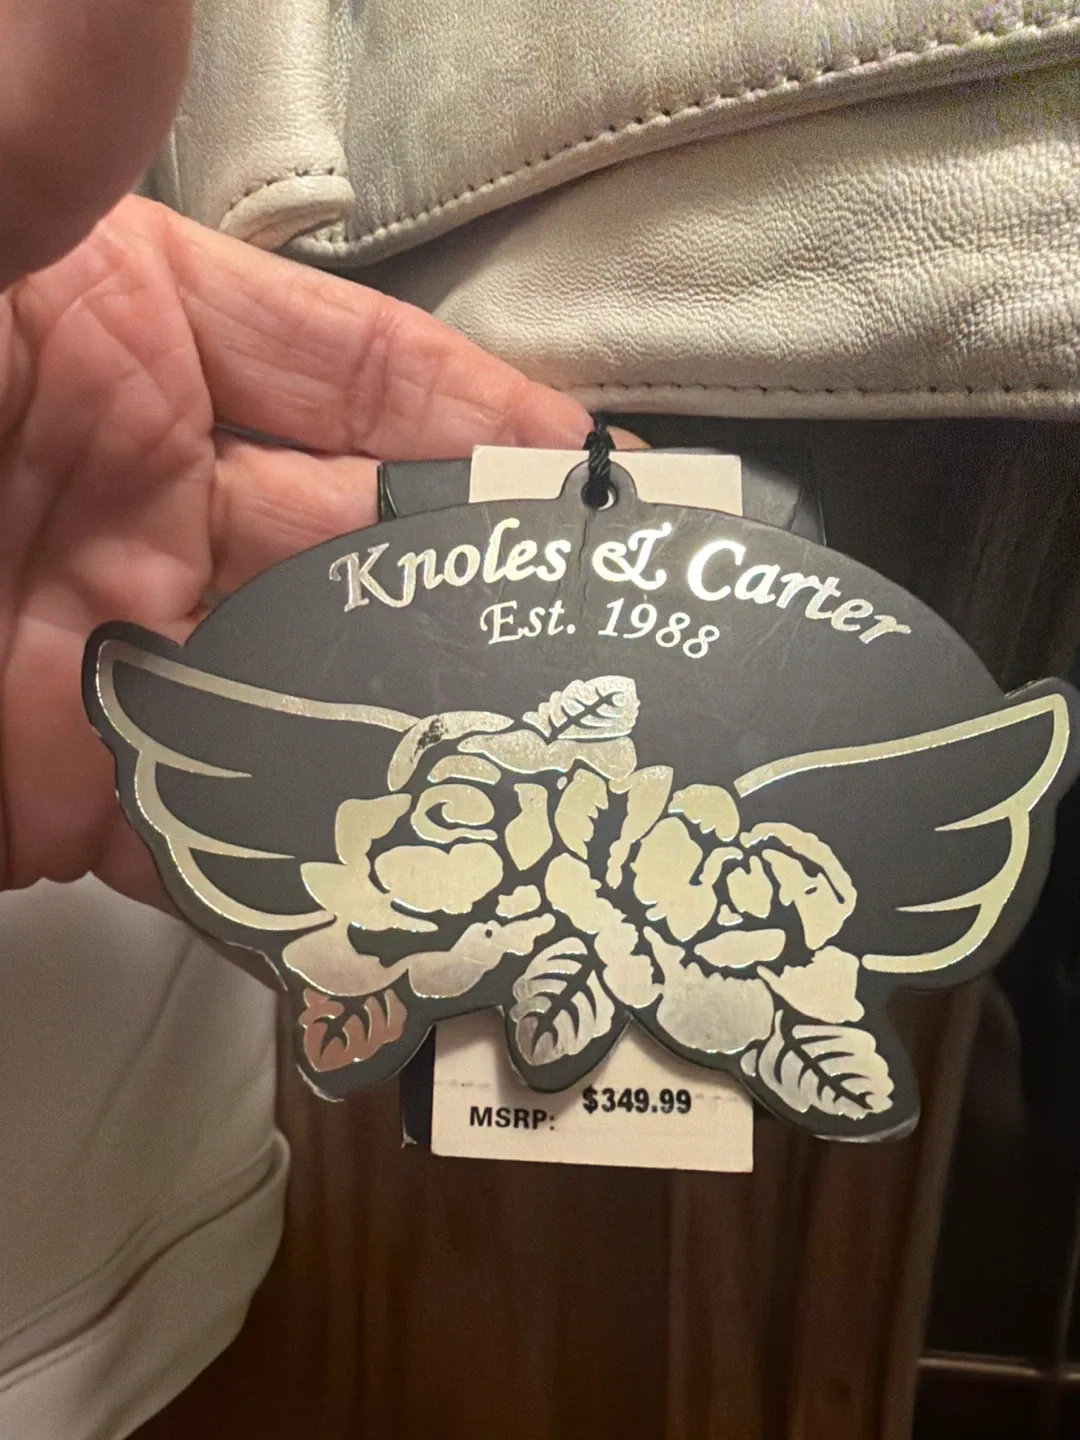 Knoles & Carter
Est. 1988
MSRP: $349.99